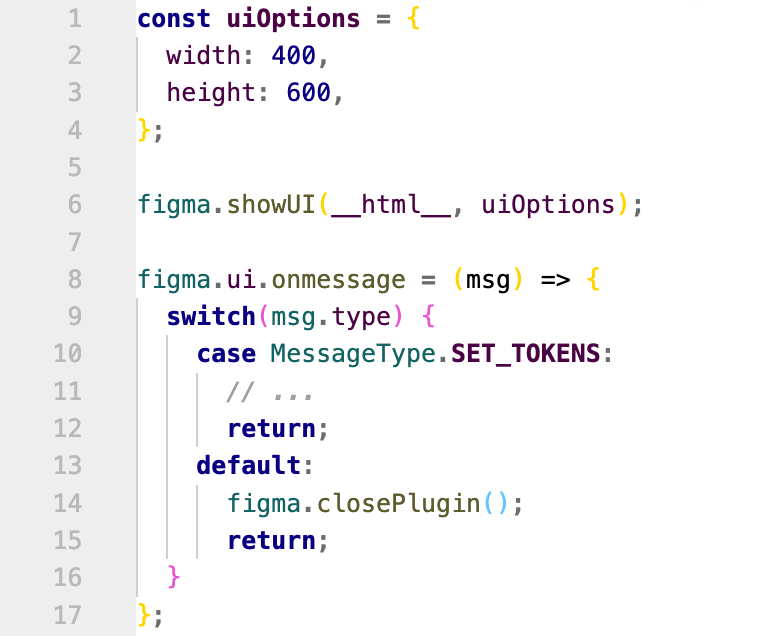 1 const uiOptions = {
2   width: 400,
3   height: 600,
4 };
5
6 figma.showUI(__html__, uiOptions);
7
8 figma.ui.onmessage = (msg) => {
9   switch(msg.type) {
10     case MessageType.SET_TOKENS:
11       // ...
12       return;
13     default:
14       figma.closePlugin();
15       return;
16   }
17 };